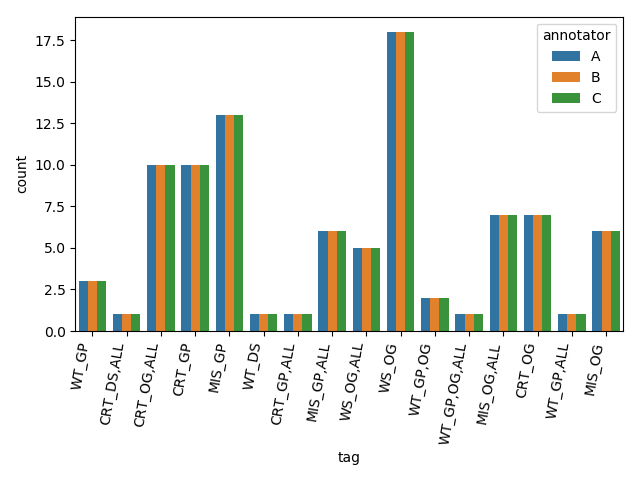 annotator
A
B
C
count
17.5
15.0
12.5
10.0
7.5
5.0
2.5
0.0
WT_GP
CRT_DS,ALL
CRT_OG,ALL
CRT_GP
MIS_GP
WT_DS
CRT_GP,ALL
MIS_GP,ALL
WS_OG,ALL
WS_OG
WT_GP,OG
WT_GP,OG,ALL
MIS_OG,ALL
CRT_OG
WT_GP,ALL
MIS_OG
tag